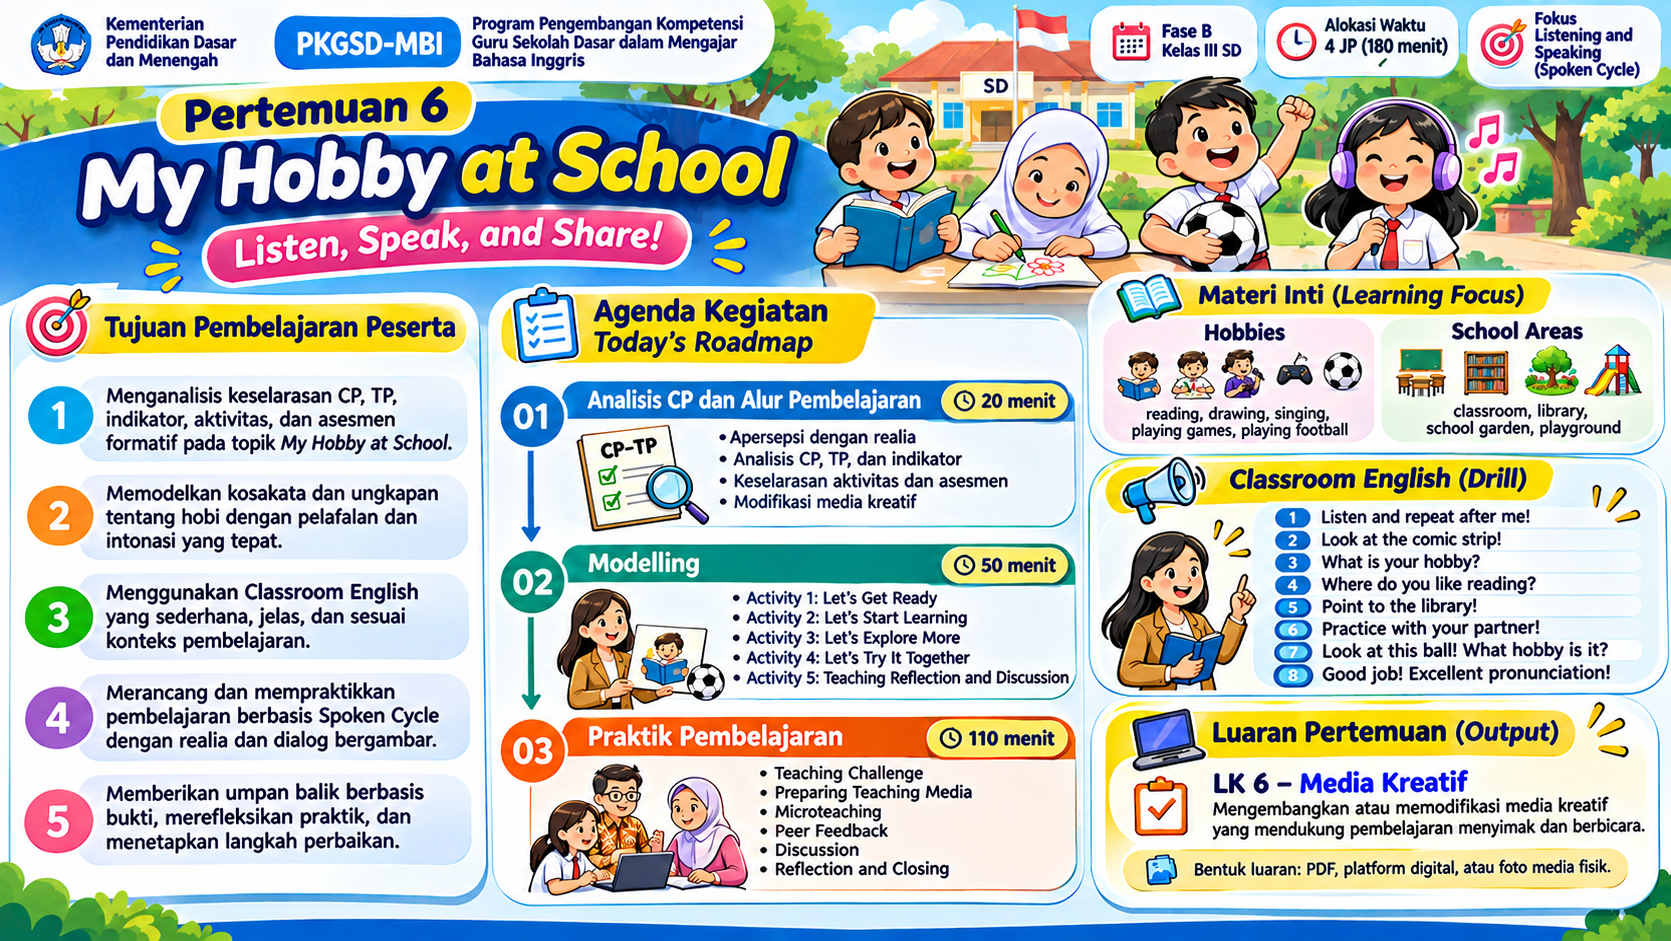 Kementerian
Pendidikan Dasar
dan Menengah
PKGSD-MBI
Program Pengembangan Kompetensi
Guru Sekolah Dasar dalam Mengajar
Bahasa Inggris
Fase B
Kelas III SD
Alokasi Waktu
4 JP (180 menit)
Fokus
Listening and
Speaking
(Spoken Cycle)
SD
Pertemuan 6
My Hobby at School
Listen, Speak, and Share!
Tujuan Pembelajaran Peserta
1
Menganalisis keselarasan CP, TP,
indikator, aktivitas, dan asesmen
formatif pada topik My Hobby at School.
2
Memodelkan kosakata dan ungkapan
tentang hobi dengan pelafalan dan
intonasi yang tepat.
3
Menggunakan Classroom English
yang sederhana, jelas, dan sesuai
konteks pembelajaran.
4
Merancang dan mempraktikkan
pembelajaran berbasis Spoken Cycle
dengan realia dan dialog bergambar.
5
Memberikan umpan balik berbasis
bukti, merefleksikan praktik, dan
menetapkan langkah perbaikan.
Agenda Kegiatan
Today's Roadmap
01
Analisis CP dan Alur Pembelajaran
20 menit
CP-TP
• Apersepsi dengan realia
• Analisis CP, TP, dan indikator
• Keselarasan aktivitas dan asesmen
• Modifikasi media kreatif
02
Modelling
50 menit
• Activity 1: Let's Get Ready
• Activity 2: Let's Start Learning
• Activity 3: Let's Explore More
• Activity 4: Let's Try It Together
• Activity 5: Teaching Reflection and Discussion
03
Praktik Pembelajaran
110 menit
• Teaching Challenge
• Preparing Teaching Media
• Microteaching
• Peer Feedback
• Discussion
• Reflection and Closing
Materi Inti (Learning Focus)
Hobbies
reading, drawing, singing,
playing games, playing football
School Areas
classroom, library,
school garden, playground
Classroom English (Drill)
1 Listen and repeat after me!
2 Look at the comic strip!
3 What is your hobby?
4 Where do you like reading?
5 Point to the library!
6 Practice with your partner!
7 Look at this ball! What hobby is it?
8 Good job! Excellent pronunciation!
Luaran Pertemuan (Output)
LK 6 – Media Kreatif
Mengembangkan atau memodifikasi media kreatif
yang mendukung pembelajaran menyimak dan berbicara.
Bentuk luaran: PDF, platform digital, atau foto media fisik.